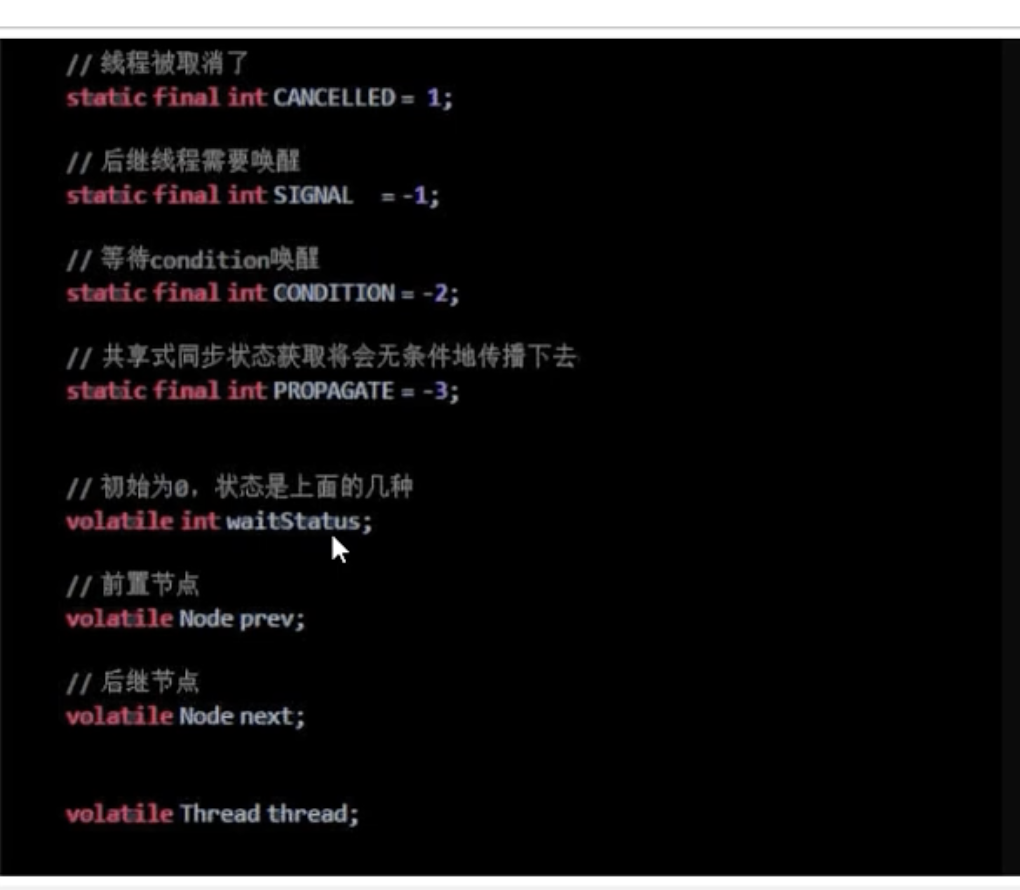 // 线程被取消了
static final int CANCELLED = 1;
// 后继线程需要唤醒
static final int SIGNAL = -1;
// 等待condition唤醒
static final int CONDITION = -2;
// 共享式同步状态获取将会无条件地传播下去
static final int PROPAGATE = -3;
// 初始为0，状态是上面的几种
volatile int waitStatus;
// 前置节点
volatile Node prev;
// 后继节点
volatile Node next;
volatile Thread thread;